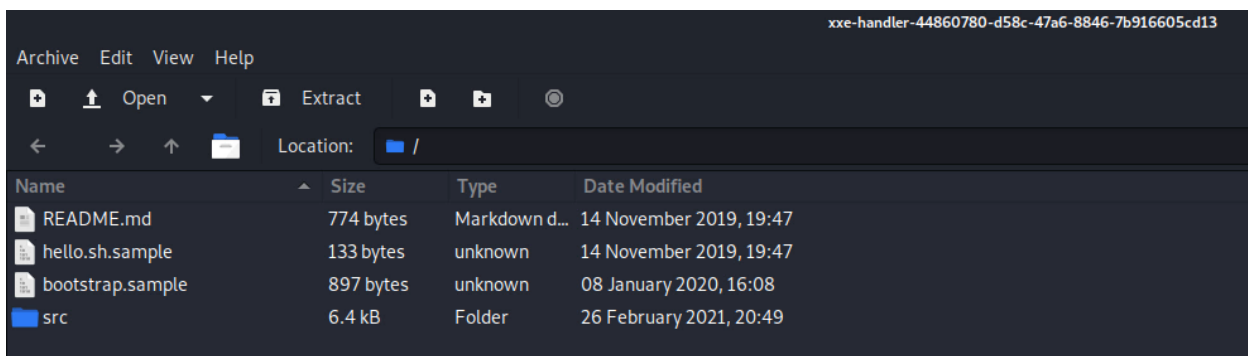 xxe-handler-44860780-d58c-47a6-8846-7b916605cd13
Archive Edit View Help
Open Extract
Location: /
Name Size Type Date Modified
README.md 774 bytes Markdown d... 14 November 2019, 19:47
hello.sh.sample 133 bytes unknown 14 November 2019, 19:47
bootstrap.sample 897 bytes unknown 08 January 2020, 16:08
src 6.4 kB Folder 26 February 2021, 20:49